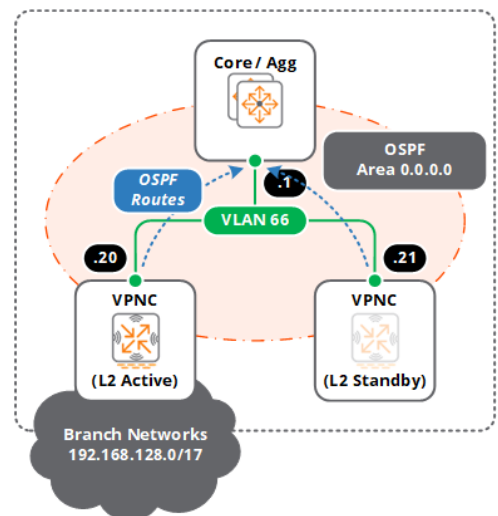 Core / Agg
OSPF
Area 0.0.0.0
OSPF
Routes
.1
VLAN 66
.20
.21
VPNC
(L2 Active)
VPNC
(L2 Standby)
Branch Networks
192.168.128.0/17